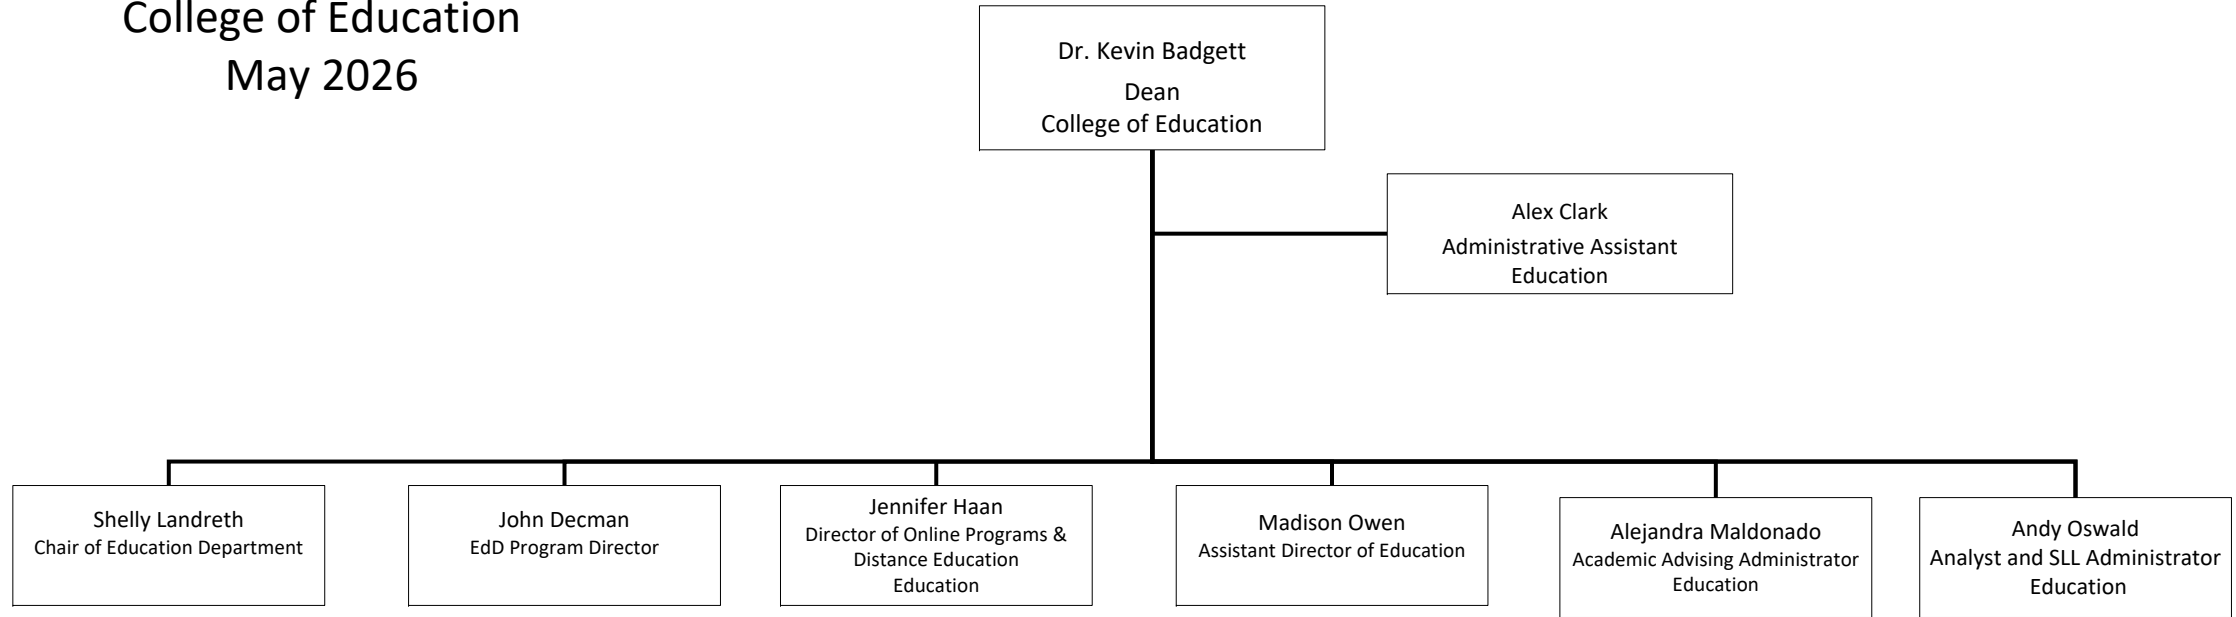 College of Education
May 2026
Dr. Kevin Badgett
Dean
College of Education
Alex Clark
Administrative Assistant
Education
Shelly Landreth
Chair of Education Department
John Decman
EdD Program Director
Jennifer Haan
Director of Online Programs &
Distance Education
Education
Madison Owen
Assistant Director of Education
Alejandra Maldonado
Academic Advising Administrator
Education
Andy Oswald
Analyst and SLL Administrator
Education